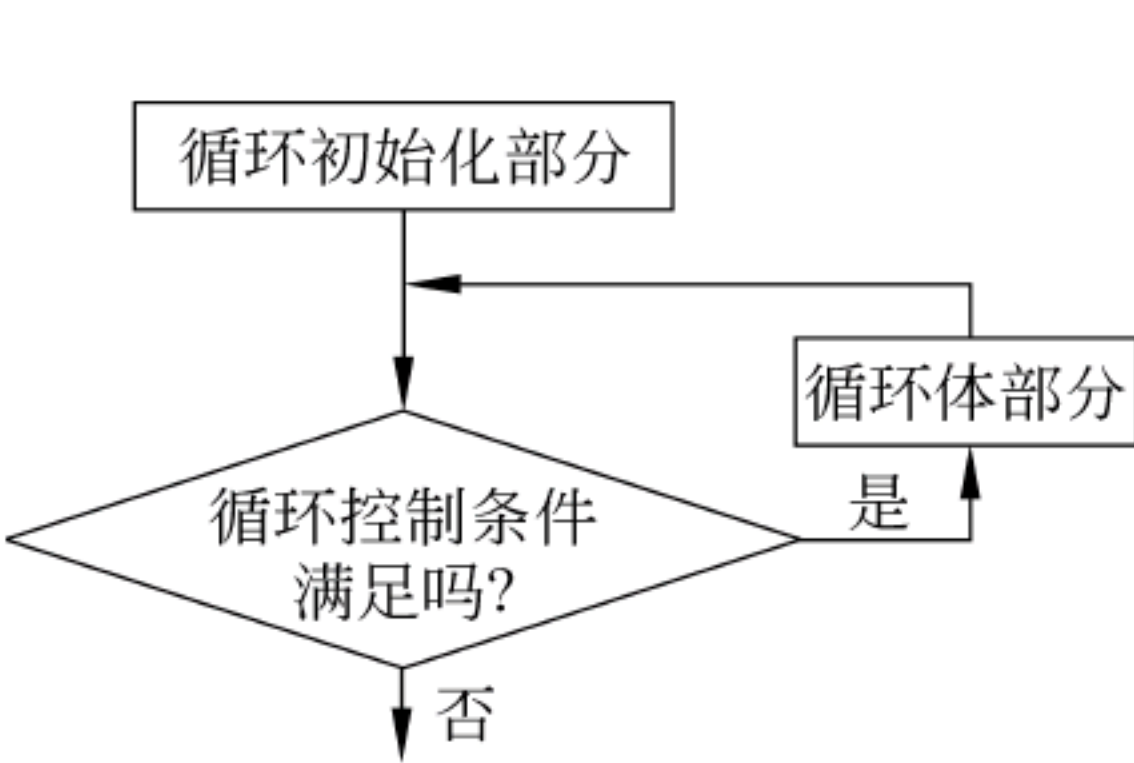 循环初始化部分
循环体部分
循环控制条件
满足吗?
是
否